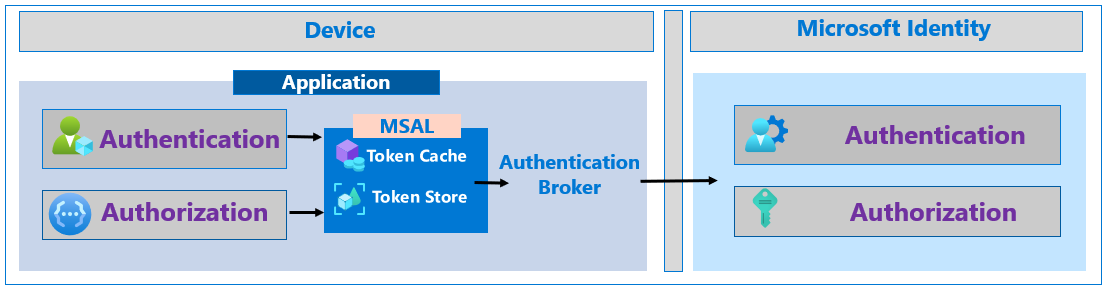 Device
Microsoft Identity
Application
Authentication
Authorization
MSAL
Token Cache
Token Store
Authentication
Broker
Authentication
Authorization